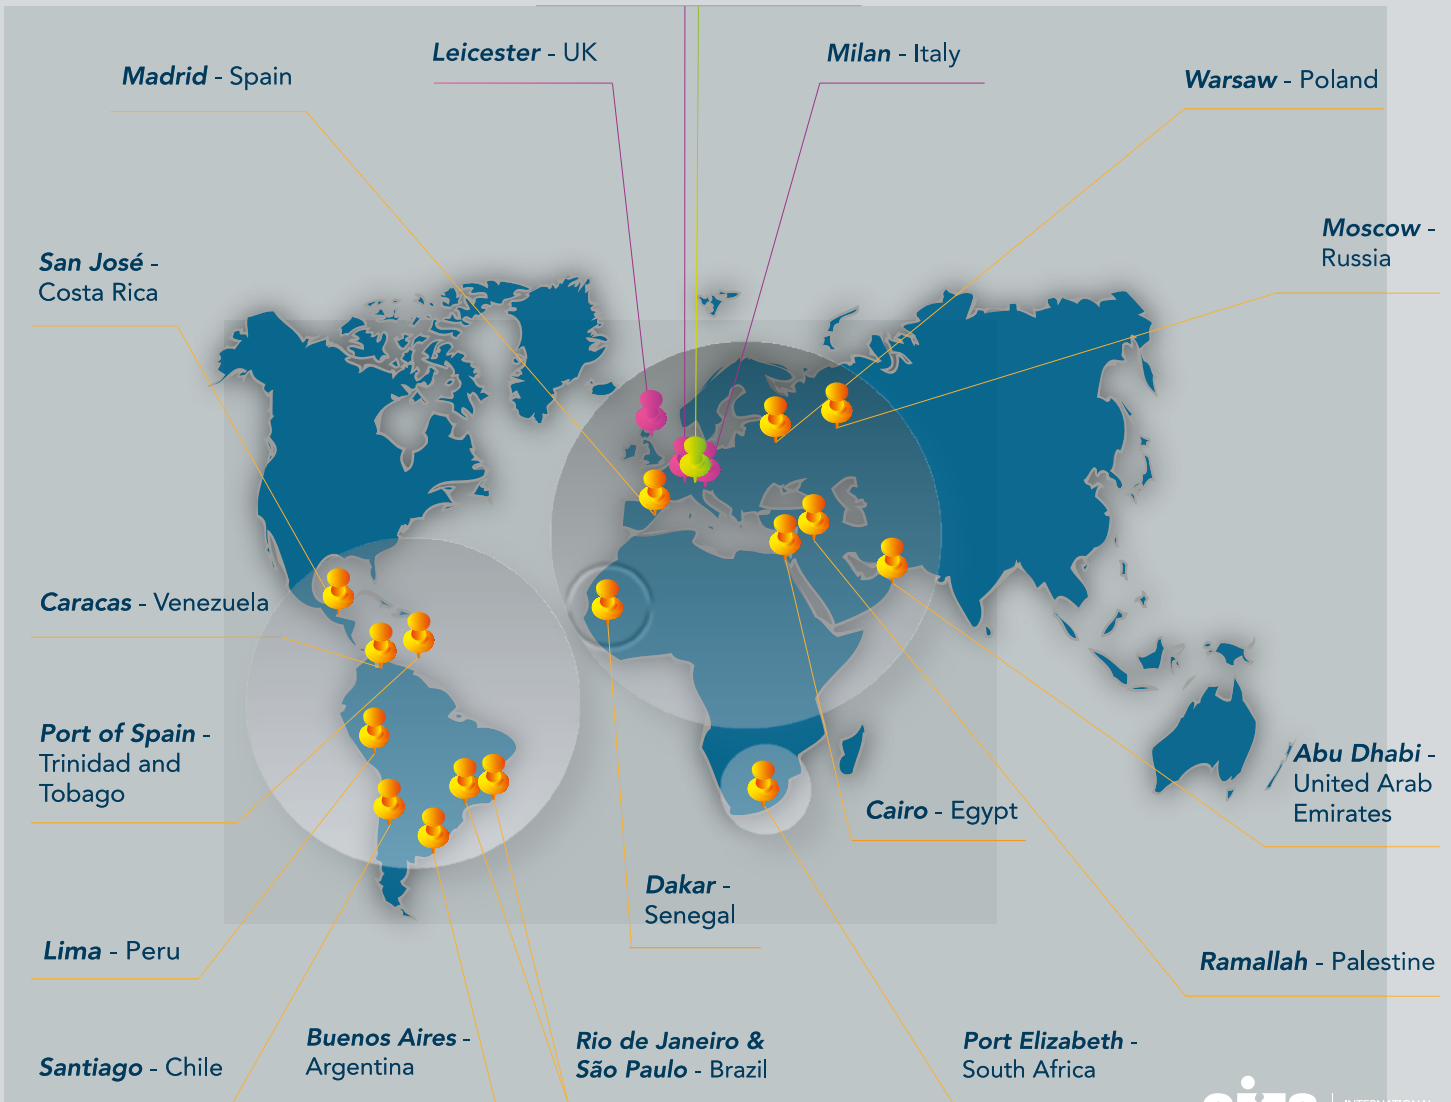 Leicester - UK
Milan - Italy
Madrid - Spain
Warsaw - Poland
Moscow -
Russia
San José -
Costa Rica
Caracas - Venezuela
Port of Spain -
Trinidad and
Tobago
Abu Dhabi -
United Arab
Emirates
Cairo - Egypt
Dakar -
Senegal
Lima - Peru
Ramallah - Palestine
Buenos Aires -
Argentina
Rio de Janeiro &
São Paulo - Brazil
Port Elizabeth -
South Africa
Santiago - Chile